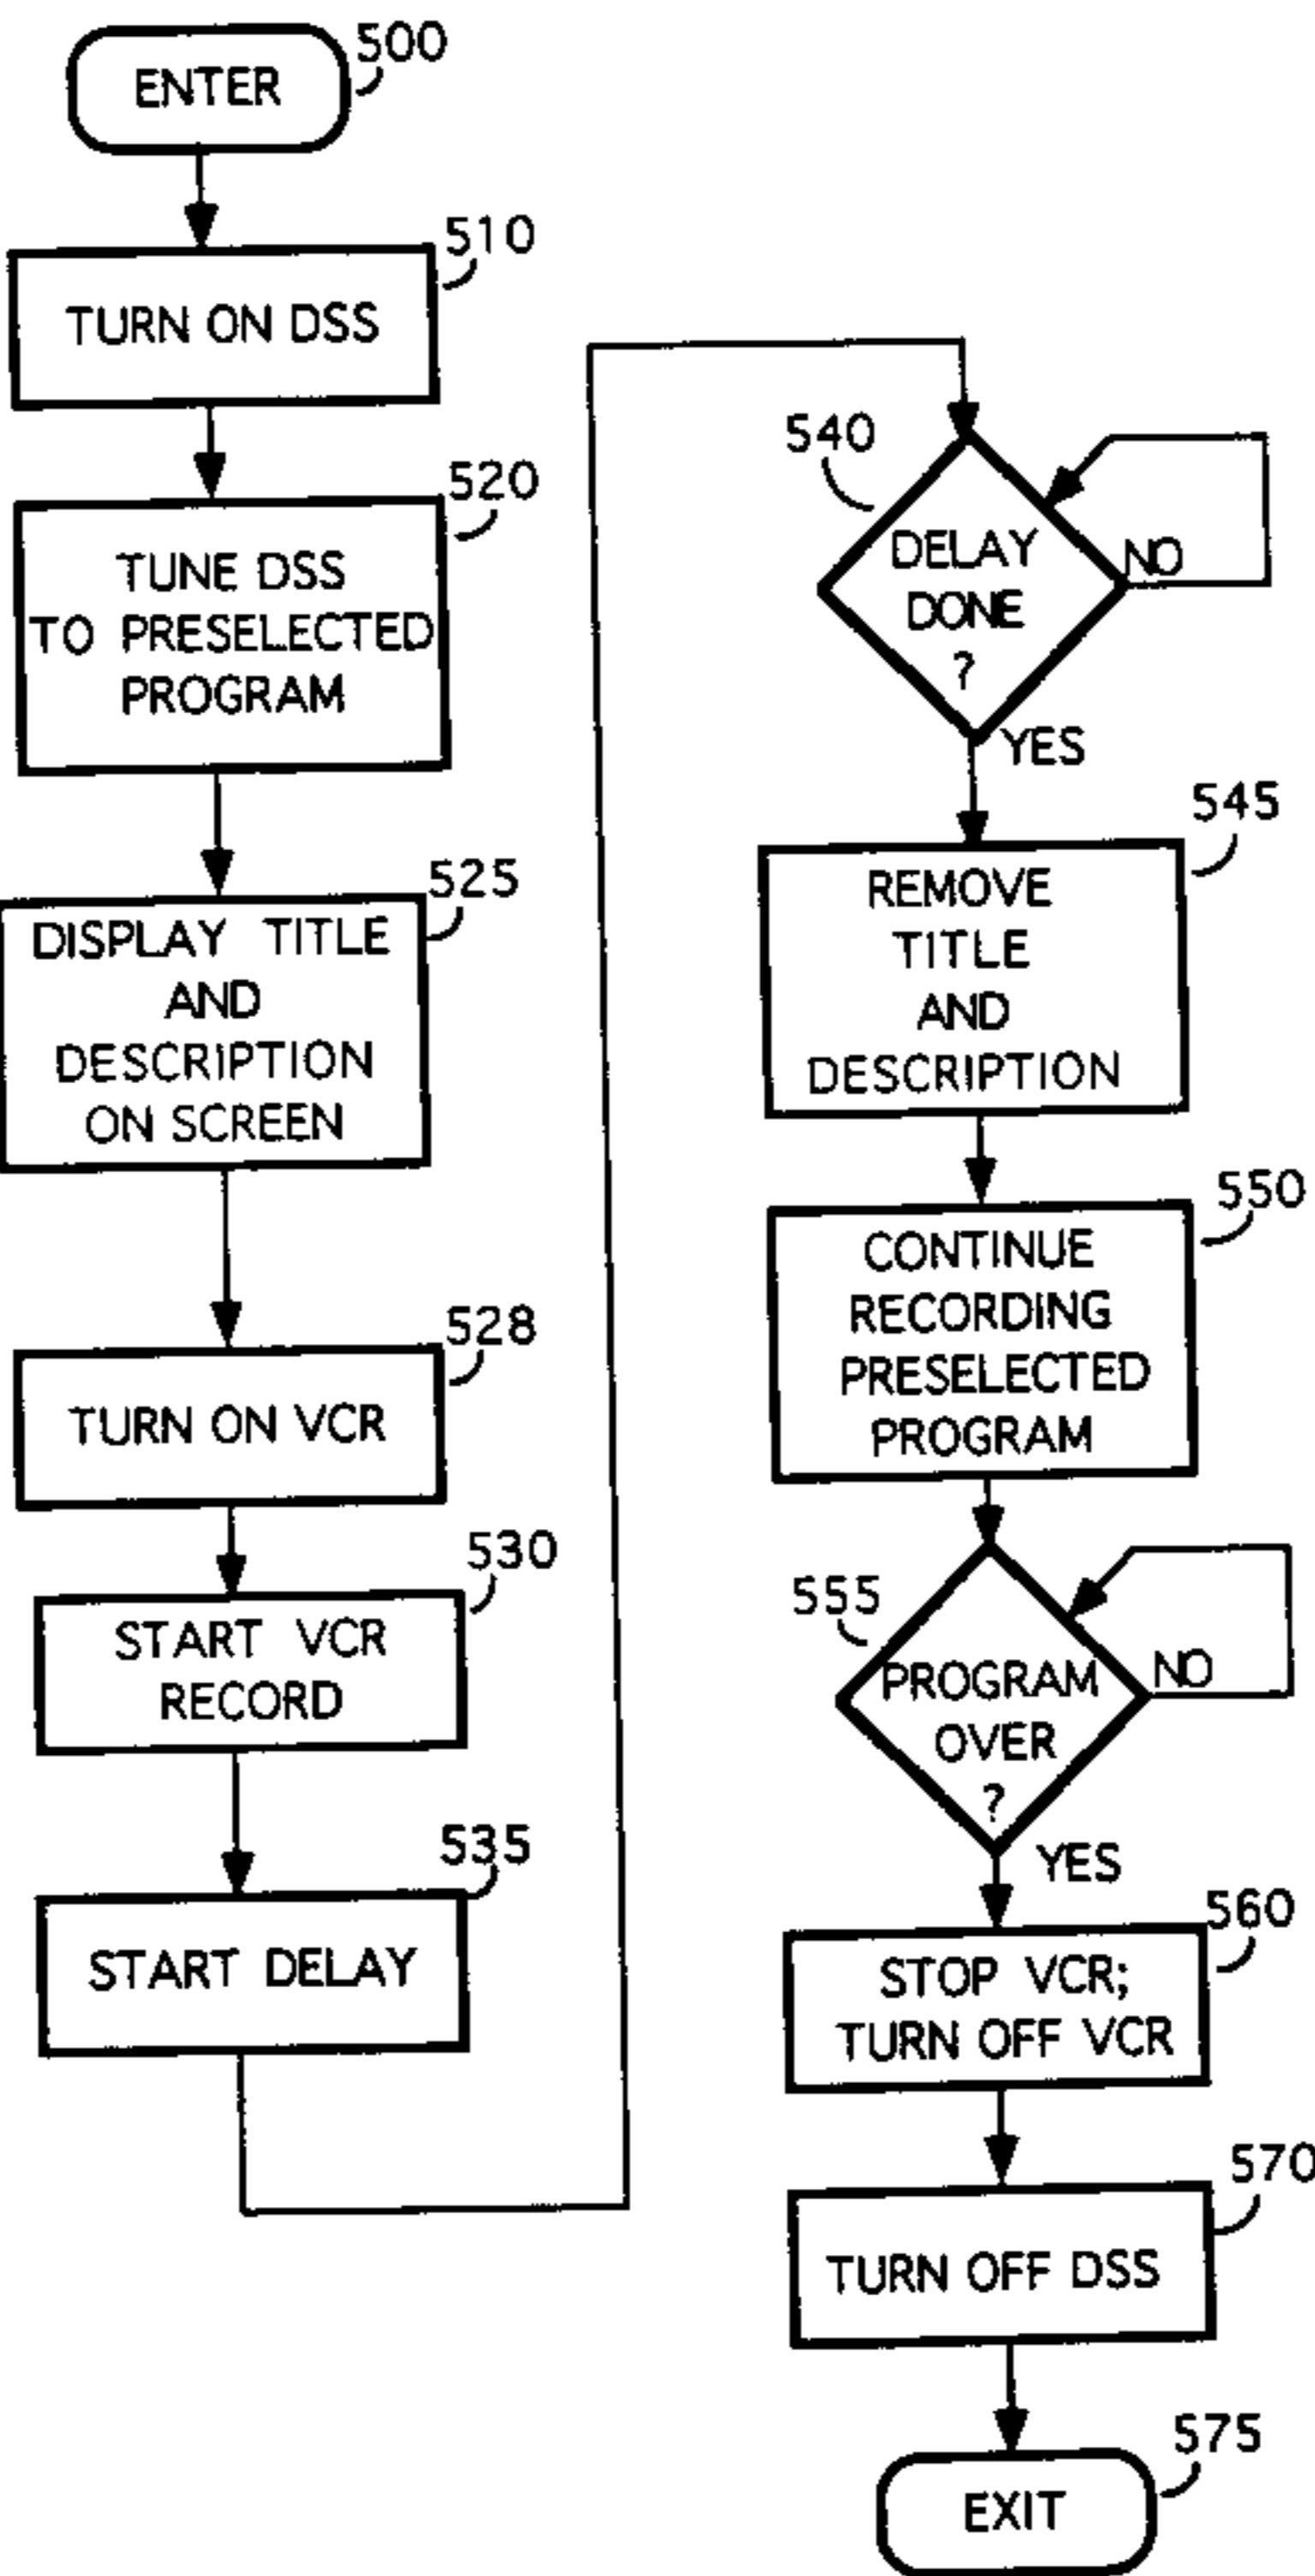 ENTER
500
TURN ON DSS
510
TUNE DSS
TO PRESELECTED
PROGRAM
520
DISPLAY TITLE
AND
DESCRIPTION
ON SCREEN
525
TURN ON VCR
528
START VCR
RECORD
530
START DELAY
535
540
DELAY
DONE
?
NO
YES
545
REMOVE
TITLE
AND
DESCRIPTION
550
CONTINUE
RECORDING
PRESELECTED
PROGRAM
555
PROGRAM
OVER
?
NO
YES
560
STOP VCR;
TURN OFF VCR
570
TURN OFF DSS
575
EXIT